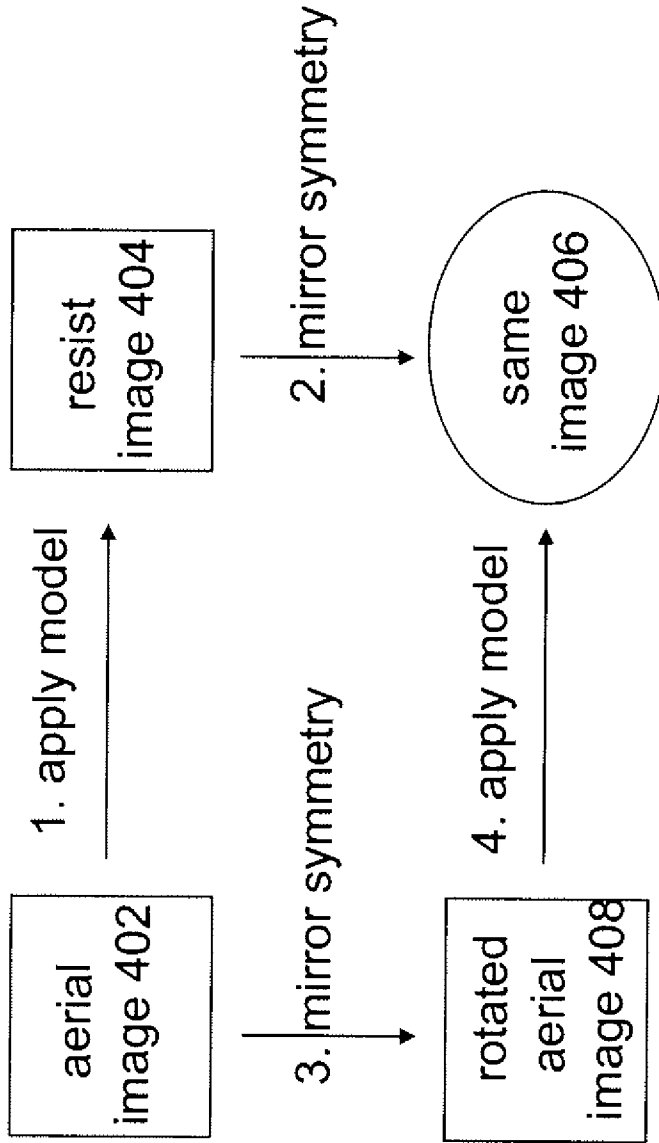 aerial
image 402
1. apply model
resist
image 404
3. mirror symmetry
2. mirror symmetry
rotated
aerial
image 408
4. apply model
same
image 406